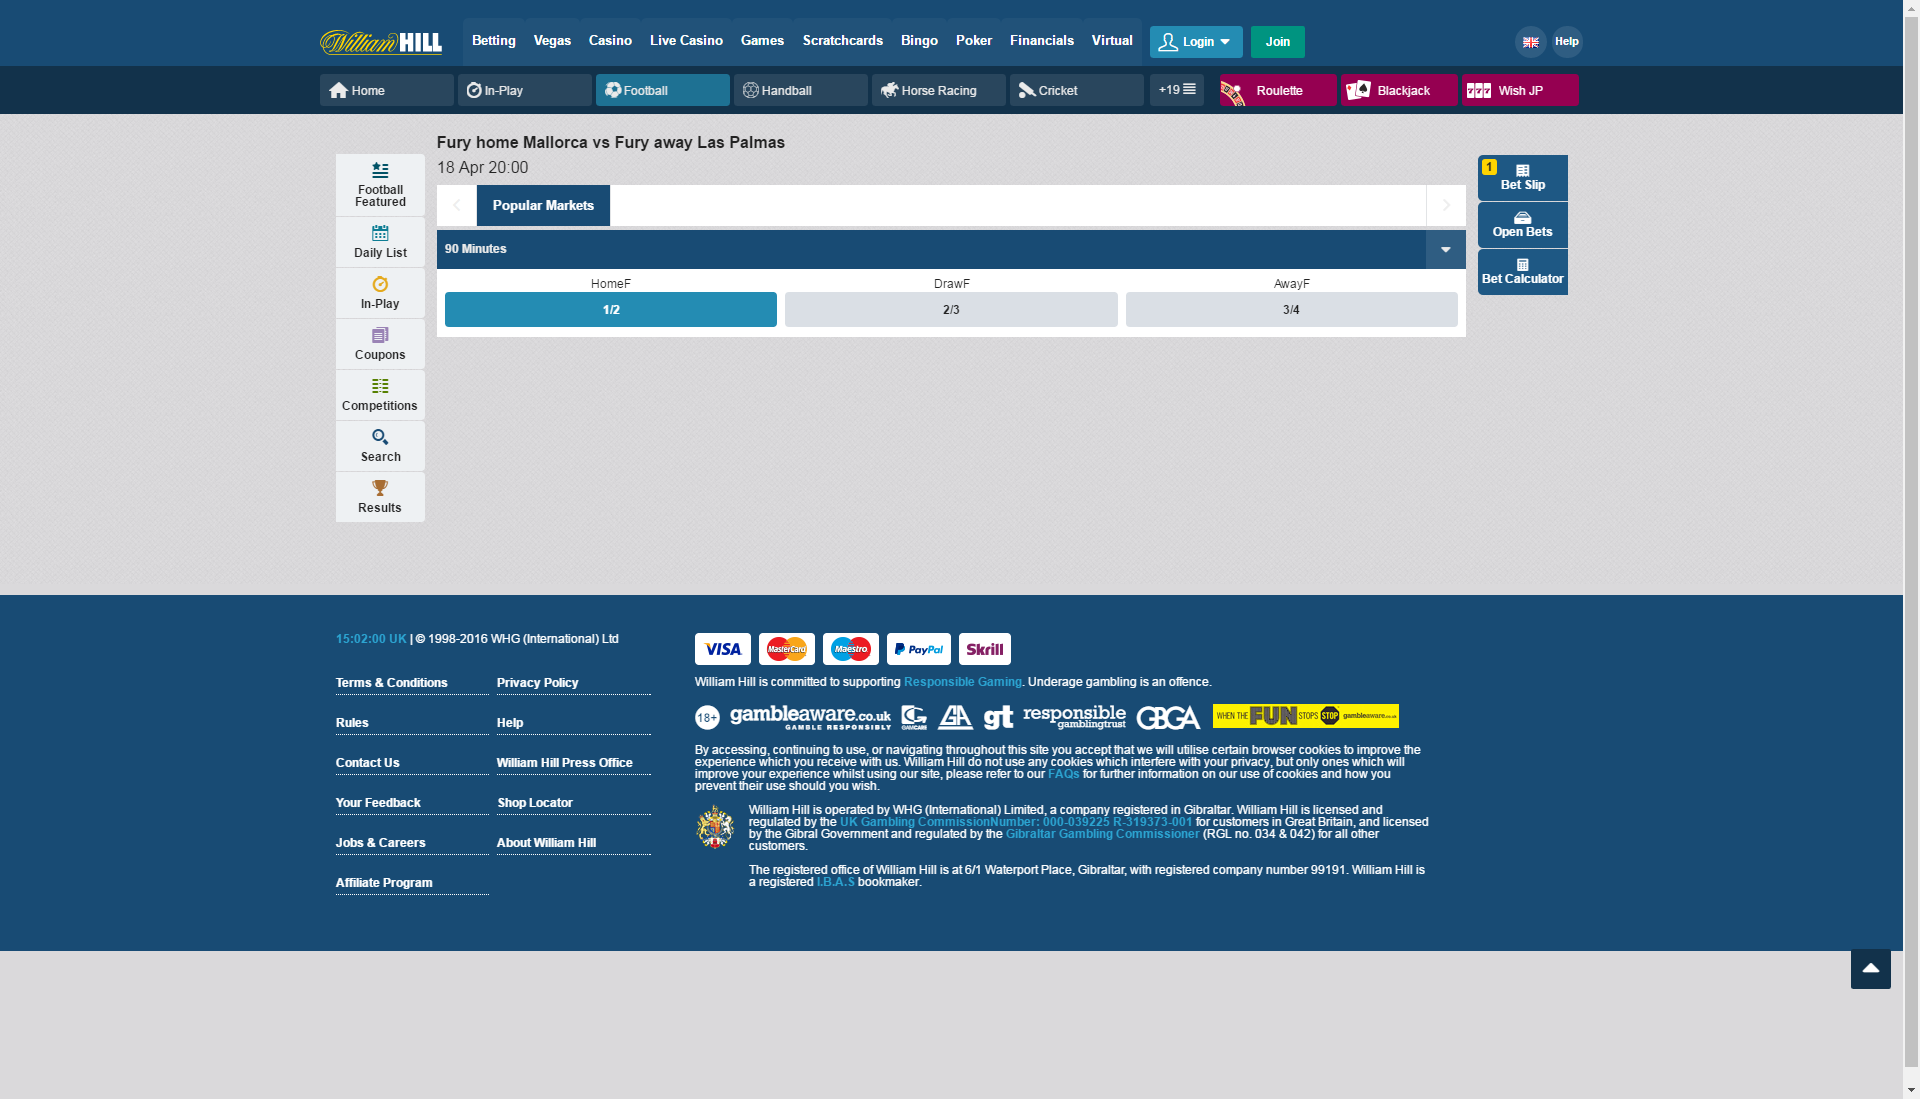 William HILL
Betting Vegas Casino Live Casino Games Scratchcards Bingo Poker Financials Virtual Login Join Help
Home In-Play Football Handball Horse Racing Cricket +19 Roulette Blackjack 777 Wish JP
Fury home Mallorca vs Fury away Las Palmas
18 Apr 20:00
Football
Featured
Daily List
In-Play
Coupons
Competitions
Search
Results
Popular Markets
90 Minutes
HomeF DrawF AwayF
1/2 2/3 3/4
1
Bet Slip
Open Bets
Bet Calculator
15:02:00 UK | © 1998-2016 WHG (International) Ltd
Terms & Conditions Privacy Policy
Rules Help
Contact Us William Hill Press Office
Your Feedback Shop Locator
Jobs & Careers About William Hill
Affiliate Program
VISA MasterCard Maestro PayPal Skrill
William Hill is committed to supporting Responsible Gaming. Underage gambling is an offence.
18+ gambleaware.co.uk GAMBLE RESPONSIBLY GAMCARE GA gt responsible gamblingtrust GBGA WHEN THE FUN STOPS STOP gambleaware.co.uk
By accessing, continuing to use, or navigating throughout this site you accept that we will utilise certain browser cookies to improve the
experience which you receive with us. William Hill do not use any cookies which interfere with your privacy, but only ones which will
improve your experience whilst using our site, please refer to our FAQs for further information on our use of cookies and how you
prevent their use should you wish.
William Hill is operated by WHG (International) Limited, a company registered in Gibraltar. William Hill is licensed and
regulated by the UK Gambling CommissionNumber: 000-039225 R-319373-001 for customers in Great Britain, and licensed
by the Gibral Government and regulated by the Gibraltar Gambling Commissioner (RGL no. 034 & 042) for all other
customers.
The registered office of William Hill is at 6/1 Waterport Place, Gibraltar, with registered company number 99191. William Hill is
a registered I.B.A.S bookmaker.